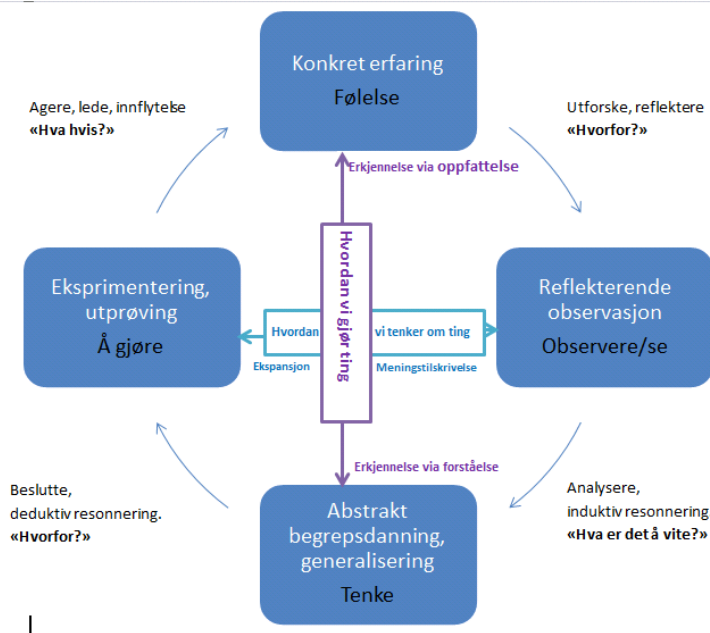 Konkret erfaring
Følelse
Agere, lede, innflytelse
«Hva hvis?»
Utforske, reflektere
«Hvorfor?»
Erkjennelse via oppfattelse
Hvordan vi gjør ting
Eksprimentering,
utprøving
Å gjøre
Hvordan vi tenker om ting
Ekspansjon
Meningstilskrivelse
Reflekterende
observasjon
Observere/se
Erkjennelse via forståelse
Beslutte,
deduktiv resonnering.
«Hvorfor?»
Abstrakt
begrepsdanning,
generalisering
Tenke
Analysere,
induktiv resonnering
«Hva er det å vite?»